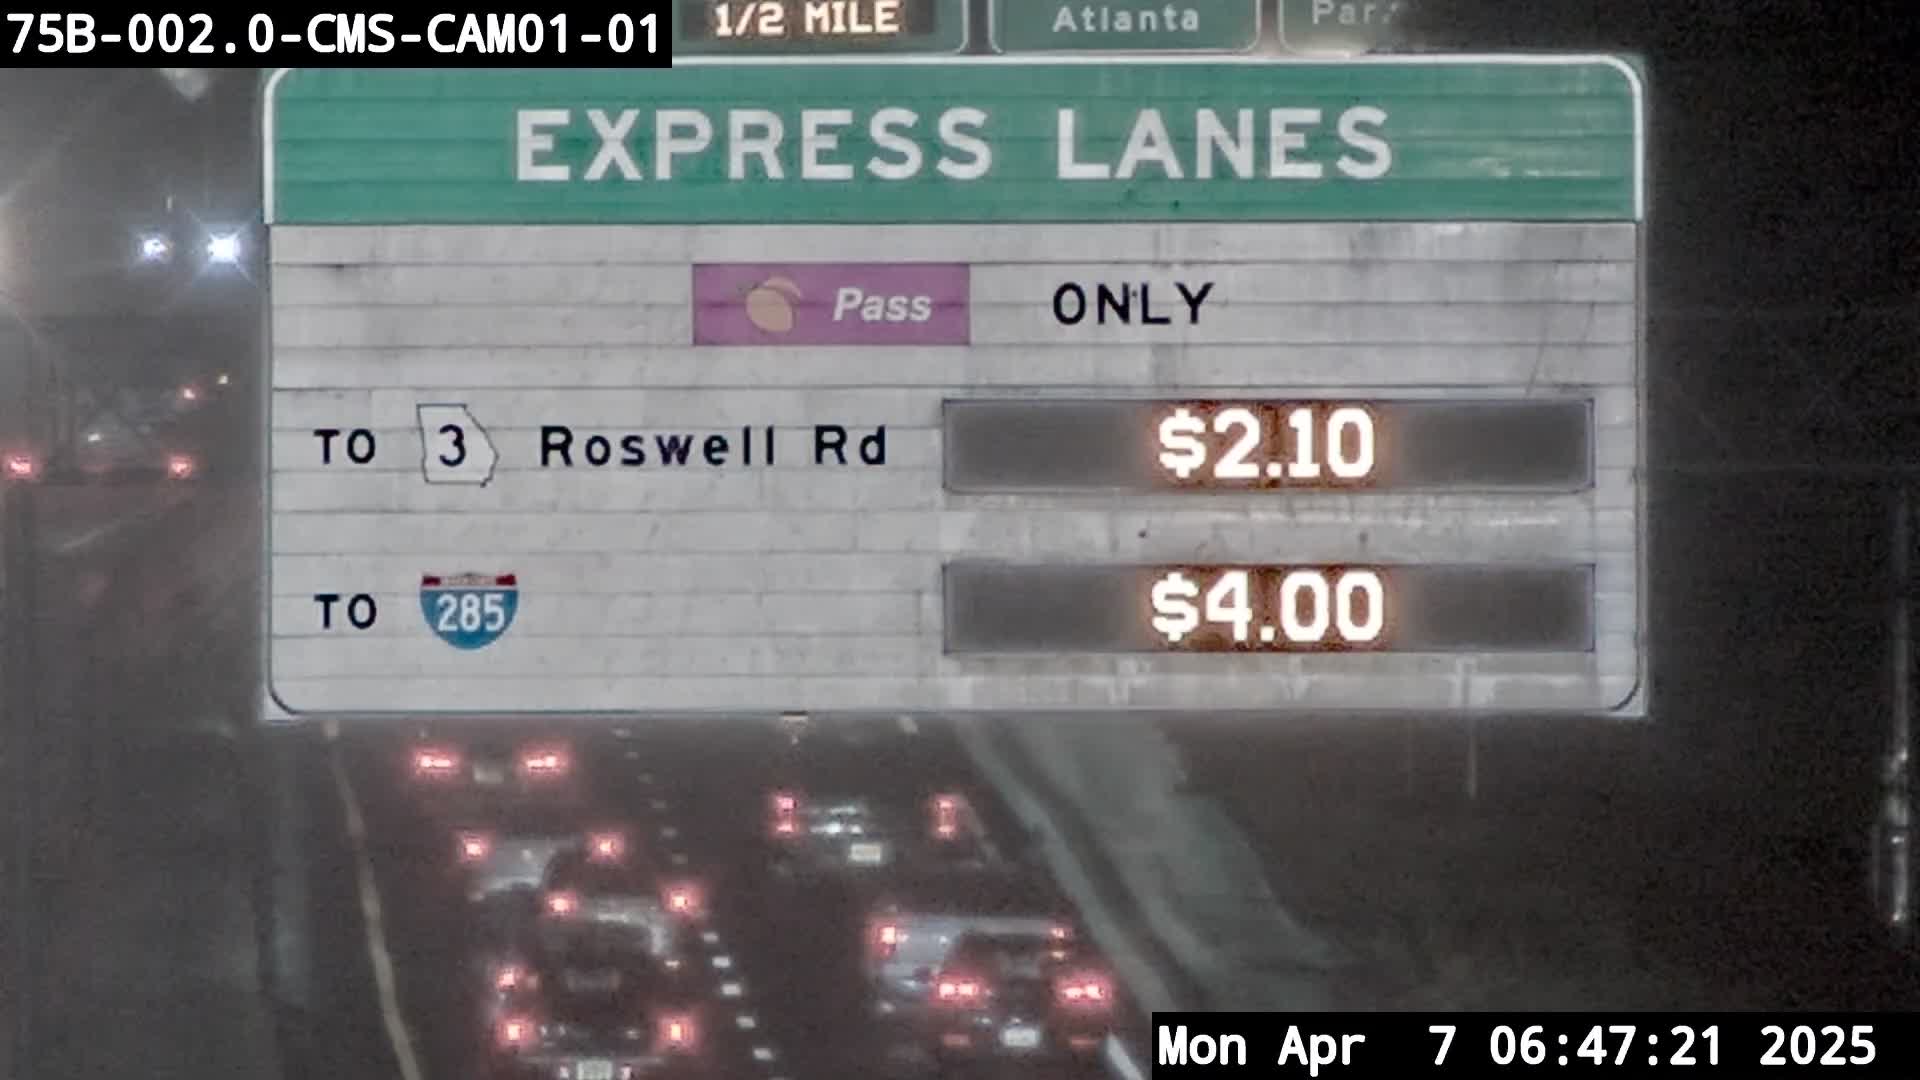 75B-002.0-CMS-CAM01-01
1/2 MILE
Atlanta
EXPRESS LANES
Pass ONLY
TO 3 Roswell Rd $2.10
TO 285 $4.00
Mon Apr 7 06:47:21 2025